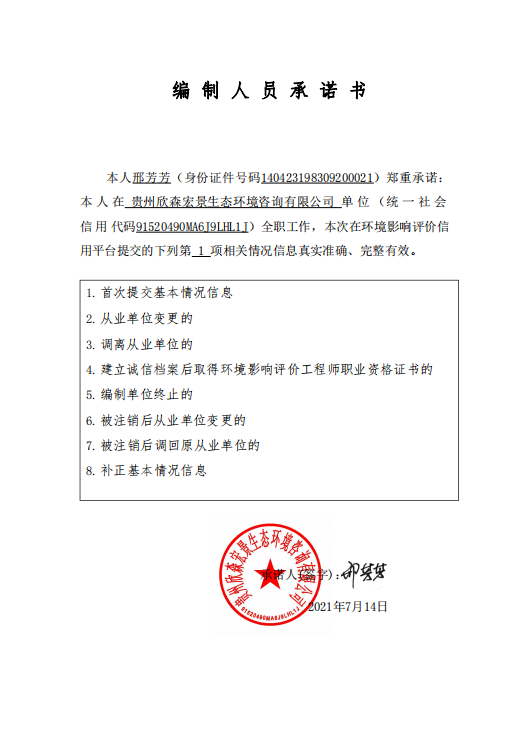 编制人员承诺书
本人邢芳芳（身份证件号码140423198309200021）郑重承诺：
本人在 贵州欣森宏景生态环境咨询有限公司 单位（统一社会
信用代码91520490MA6J9LHL1J）全职工作，本次在环境影响评价信
用平台提交的下列第 1 项相关情况信息真实准确、完整有效。
1. 首次提交基本情况信息
2. 从业单位变更的
3. 调离从业单位的
4. 建立诚信档案后取得环境影响评价工程师职业资格证书的
5. 编制单位终止的
6. 被注销后从业单位变更的
7. 被注销后调回原从业单位的
8. 补正基本情况信息
贵州欣森宏景生态环境咨询有限公司
承诺人(签字): 邢芳芳
2021年7月14日
91520490MA6J9LHL1J